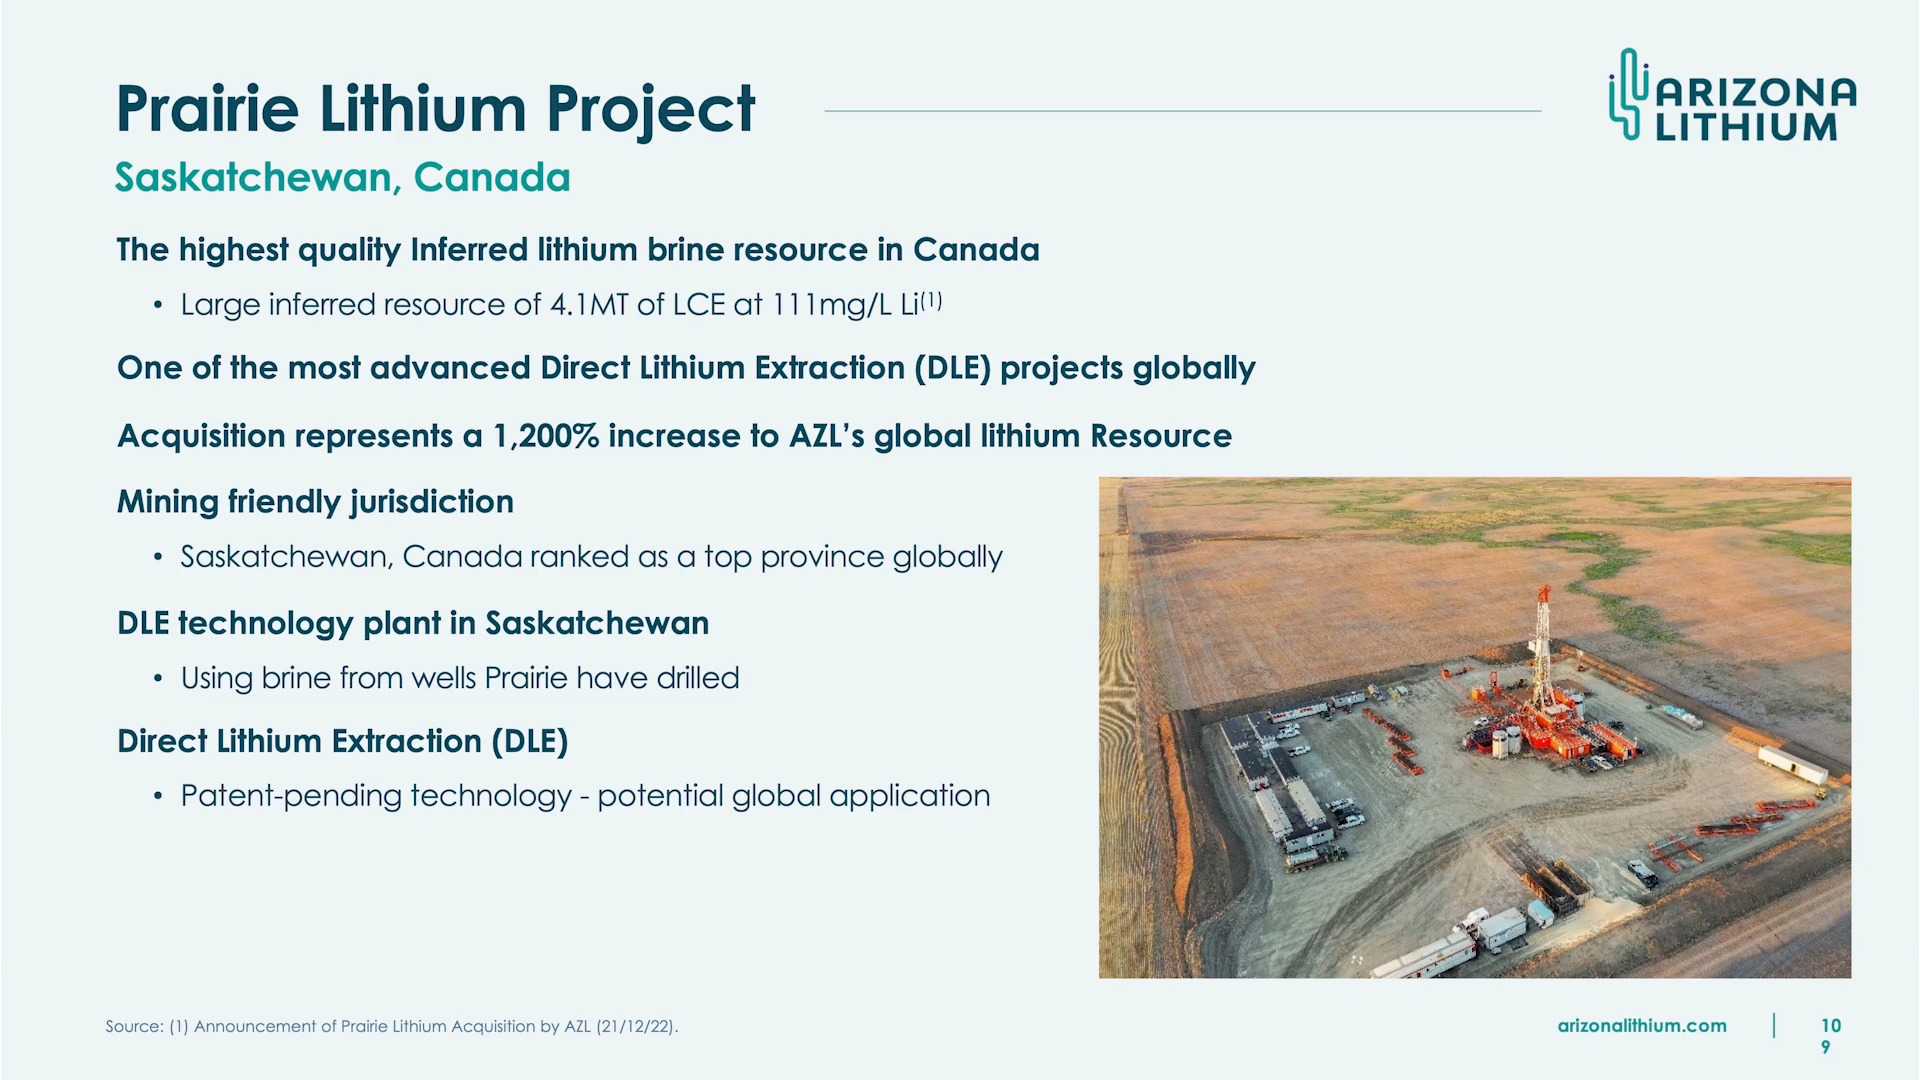 Prairie Lithium Project
ARIZONA
LITHIUM
Saskatchewan, Canada
The highest quality Inferred lithium brine resource in Canada
• Large inferred resource of 4.1MT of LCE at 111mg/L Li(1)
One of the most advanced Direct Lithium Extraction (DLE) projects globally
Acquisition represents a 1,200% increase to AZL’s global lithium Resource
Mining friendly jurisdiction
• Saskatchewan, Canada ranked as a top province globally
DLE technology plant in Saskatchewan
• Using brine from wells Prairie have drilled
Direct Lithium Extraction (DLE)
• Patent-pending technology - potential global application
Source: (1) Announcement of Prairie Lithium Acquisition by AZL (21/12/22).
arizonalithium.com
10
9